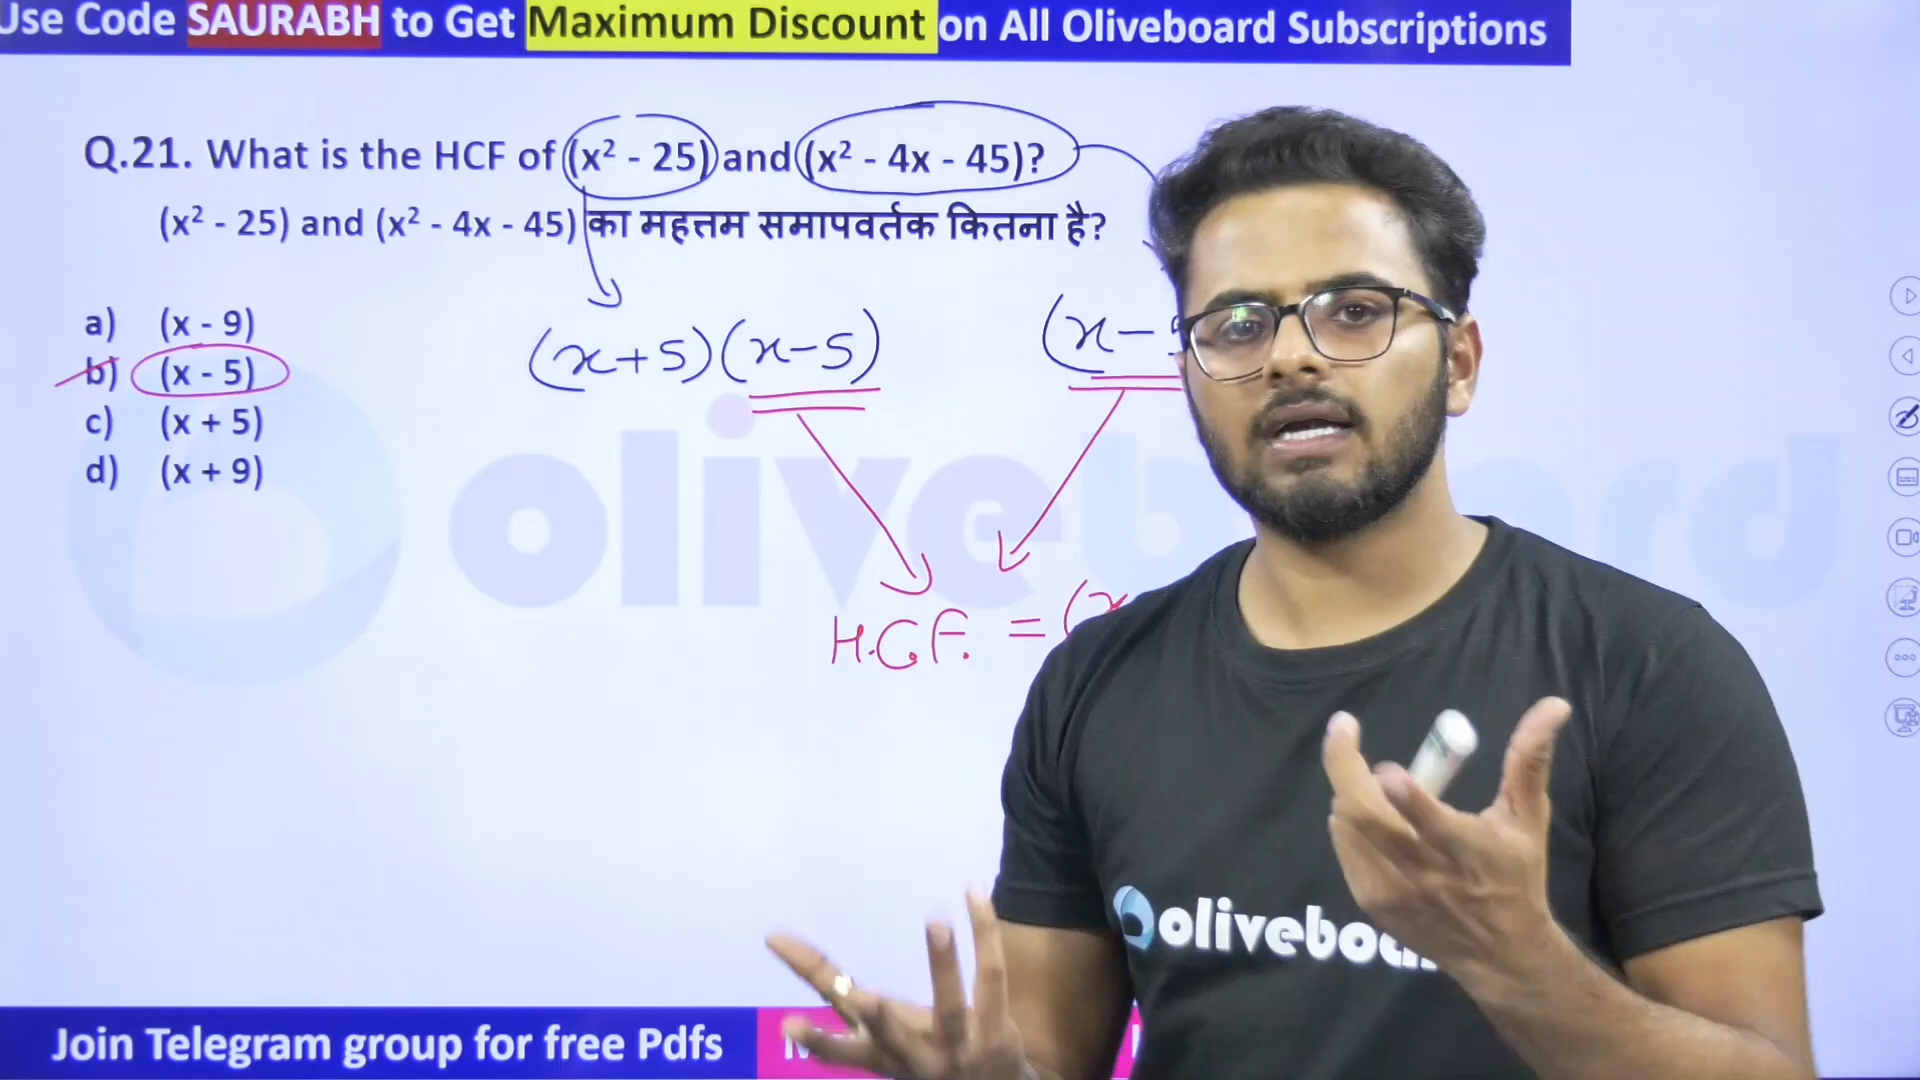 Use Code SAURABH to Get Maximum Discount on All Oliveboard Subscriptions
Q.21. What is the HCF of (x² - 25) and (x² - 4x - 45)?
(x² - 25) and (x² - 4x - 45) का महत्तम समापवर्तक कितना है?
a) (x - 9)
b) (x - 5)
c) (x + 5)
d) (x + 9)
(x+5)(x-5)
(x-
H.C.F. = (x
oliveboard
oliveboa
Join Telegram group for free Pdfs